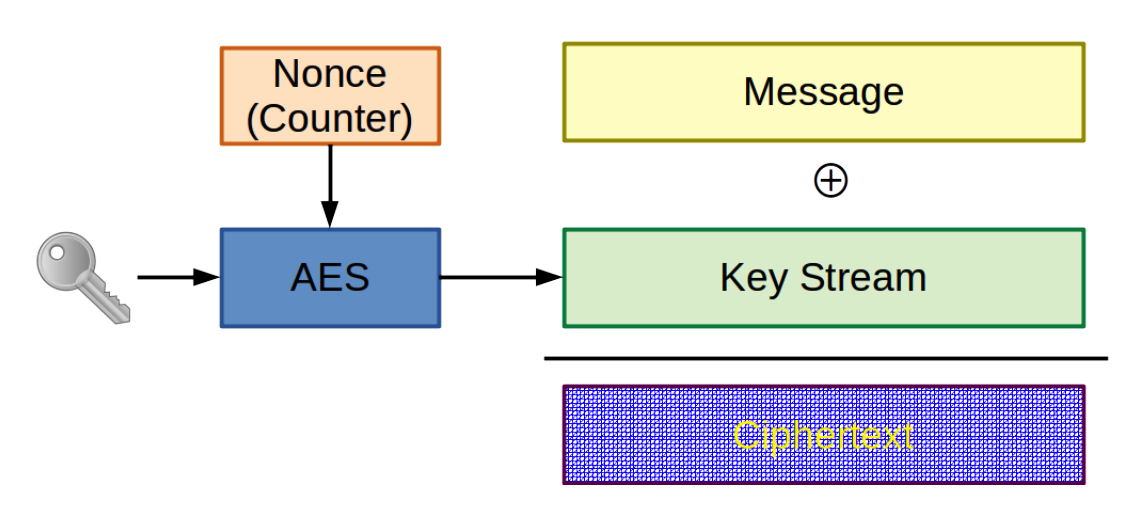 Nonce
(Counter)
Message
⊕
AES
Key Stream
Ciphertext